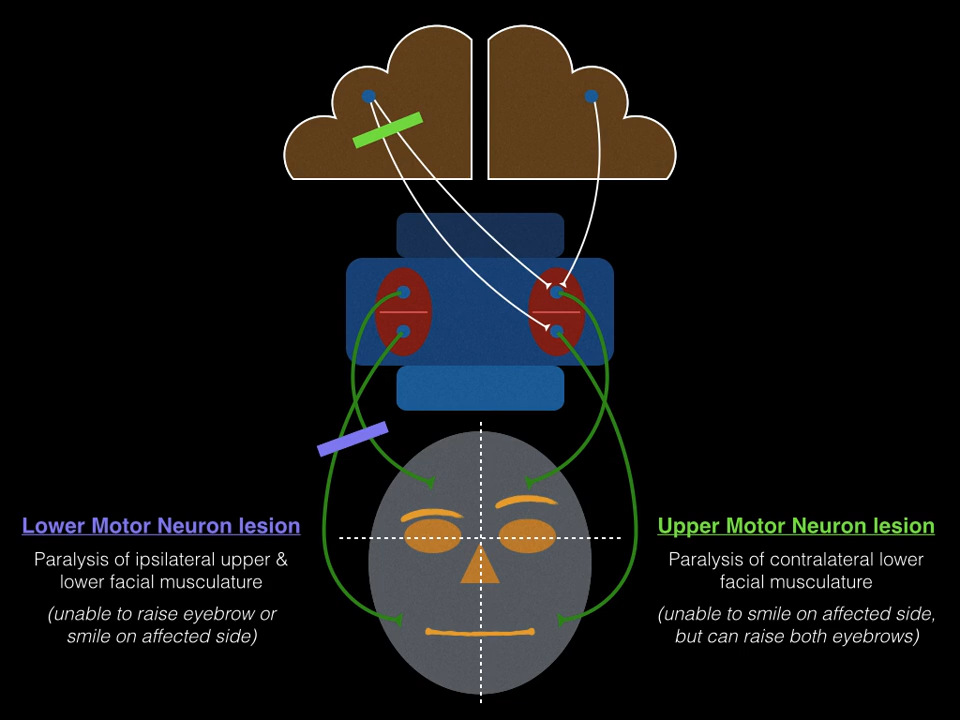 Lower Motor Neuron lesion
Paralysis of ipsilateral upper &
lower facial musculature
(unable to raise eyebrow or
smile on affected side)
Upper Motor Neuron lesion
Paralysis of contralateral lower
facial musculature
(unable to smile on affected side,
but can raise both eyebrows)